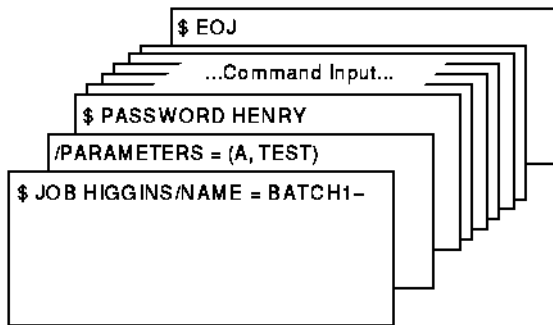 $ EOJ
...Command Input...
$ PASSWORD HENRY
/PARAMETERS = (A, TEST)
$ JOB HIGGINS/NAME = BATCH1–